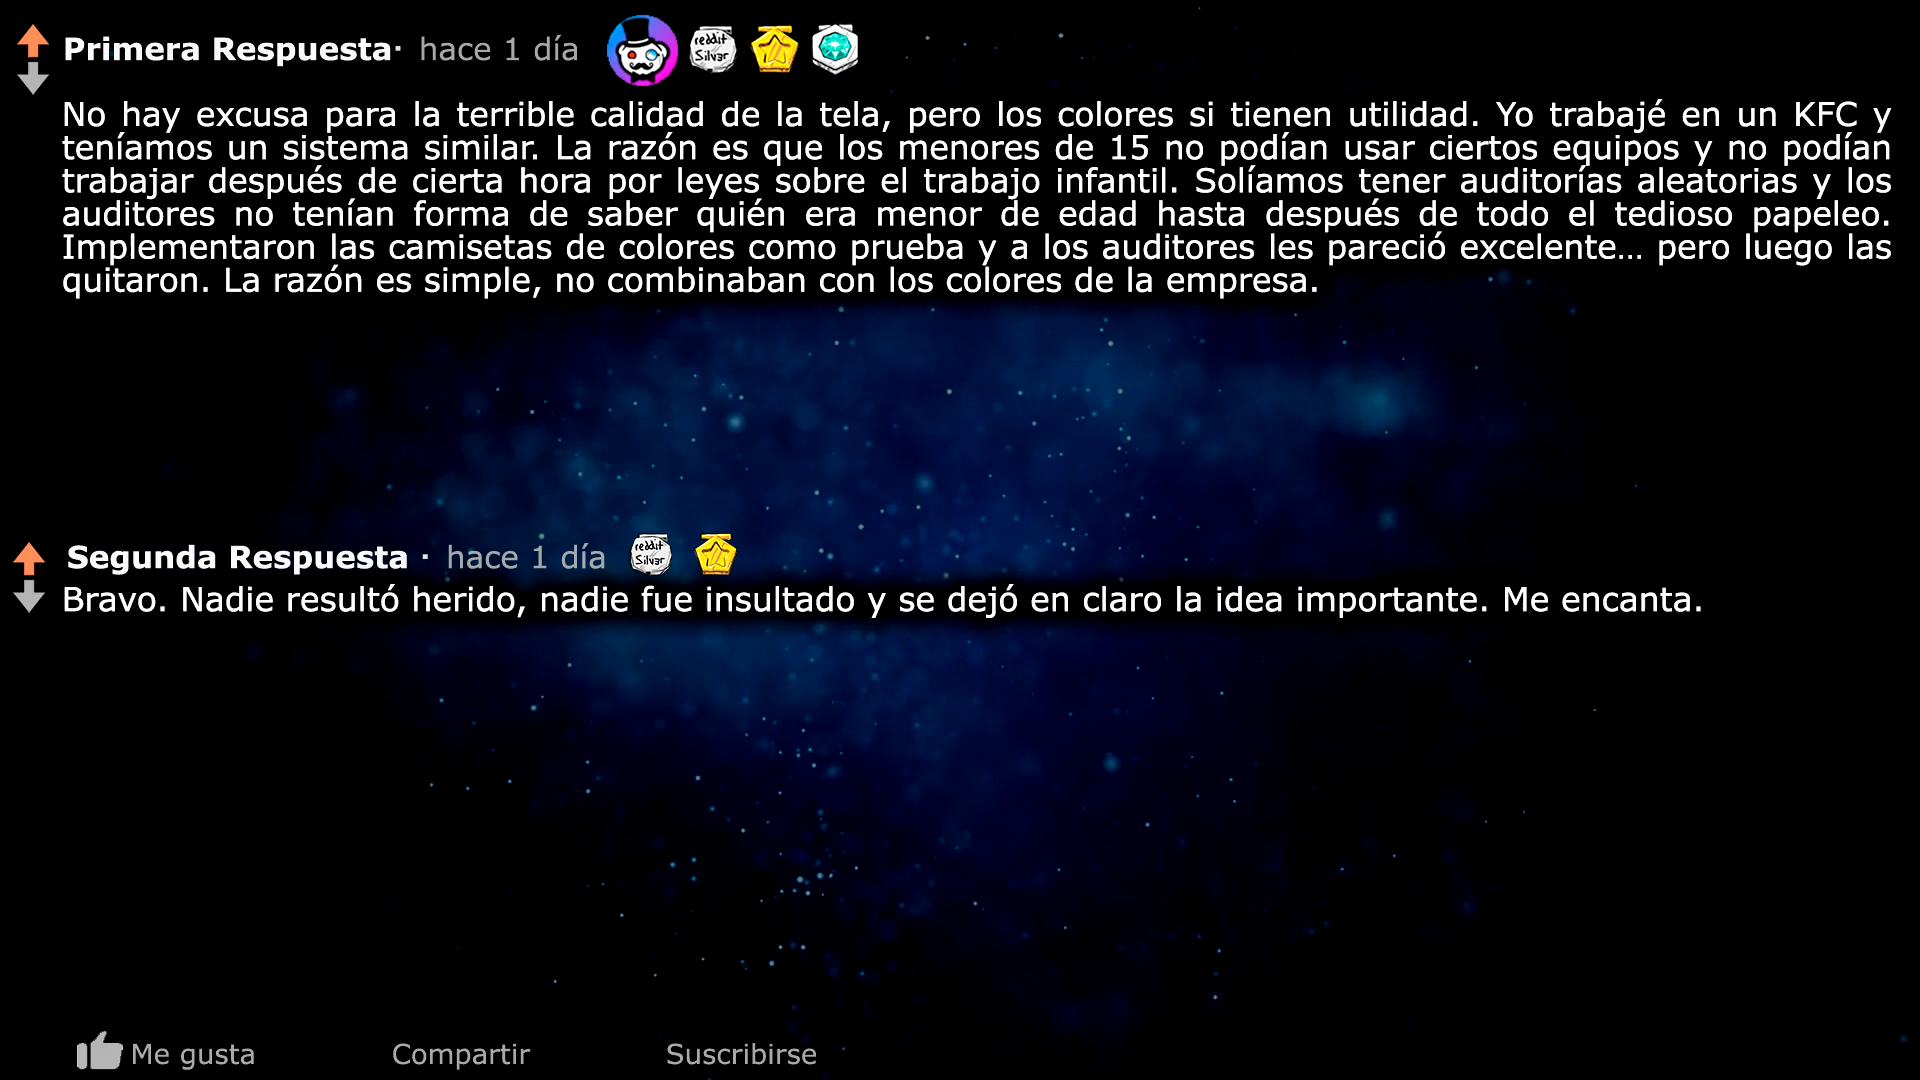 Primera Respuesta· hace 1 día reddit Silver
No hay excusa para la terrible calidad de la tela, pero los colores si tienen utilidad. Yo trabajé en un KFC y
teníamos un sistema similar. La razón es que los menores de 15 no podían usar ciertos equipos y no podían
trabajar después de cierta hora por leyes sobre el trabajo infantil. Solíamos tener auditorías aleatorias y los
auditores no tenían forma de saber quién era menor de edad hasta después de todo el tedioso papeleo.
Implementaron las camisetas de colores como prueba y a los auditores les pareció excelente... pero luego las
quitaron. La razón es simple, no combinaban con los colores de la empresa.
Segunda Respuesta · hace 1 día reddit Silver
Bravo. Nadie resultó herido, nadie fue insultado y se dejó en claro la idea importante. Me encanta.
Me gusta Compartir Suscribirse